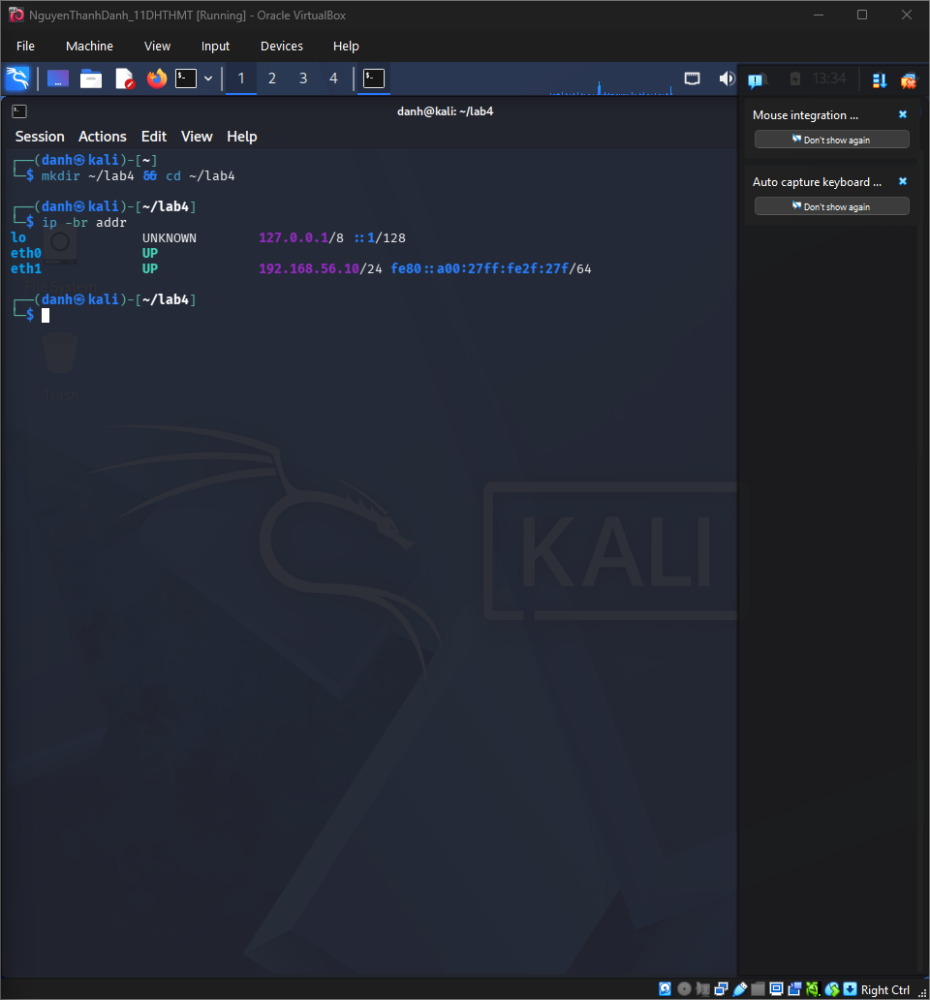 NguyenThanhDanh_11DHTHMT [Running] - Oracle VirtualBox
File Machine View Input Devices Help
1 2 3 4 13:34
danh@kali: ~/lab4
Session Actions Edit View Help
┌──(danh㉿kali)-[~]
└─$ mkdir ~/lab4 && cd ~/lab4
┌──(danh㉿kali)-[~/lab4]
└─$ ip -br addr
lo UNKNOWN 127.0.0.1/8 ::1/128
eth0 UP
eth1 UP 192.168.56.10/24 fe80::a00:27ff:fe2f:27f/64
┌──(danh㉿kali)-[~/lab4]
└─$
Trash
KALI
Mouse integration ...
Don't show again
Auto capture keyboard ...
Don't show again
Right Ctrl